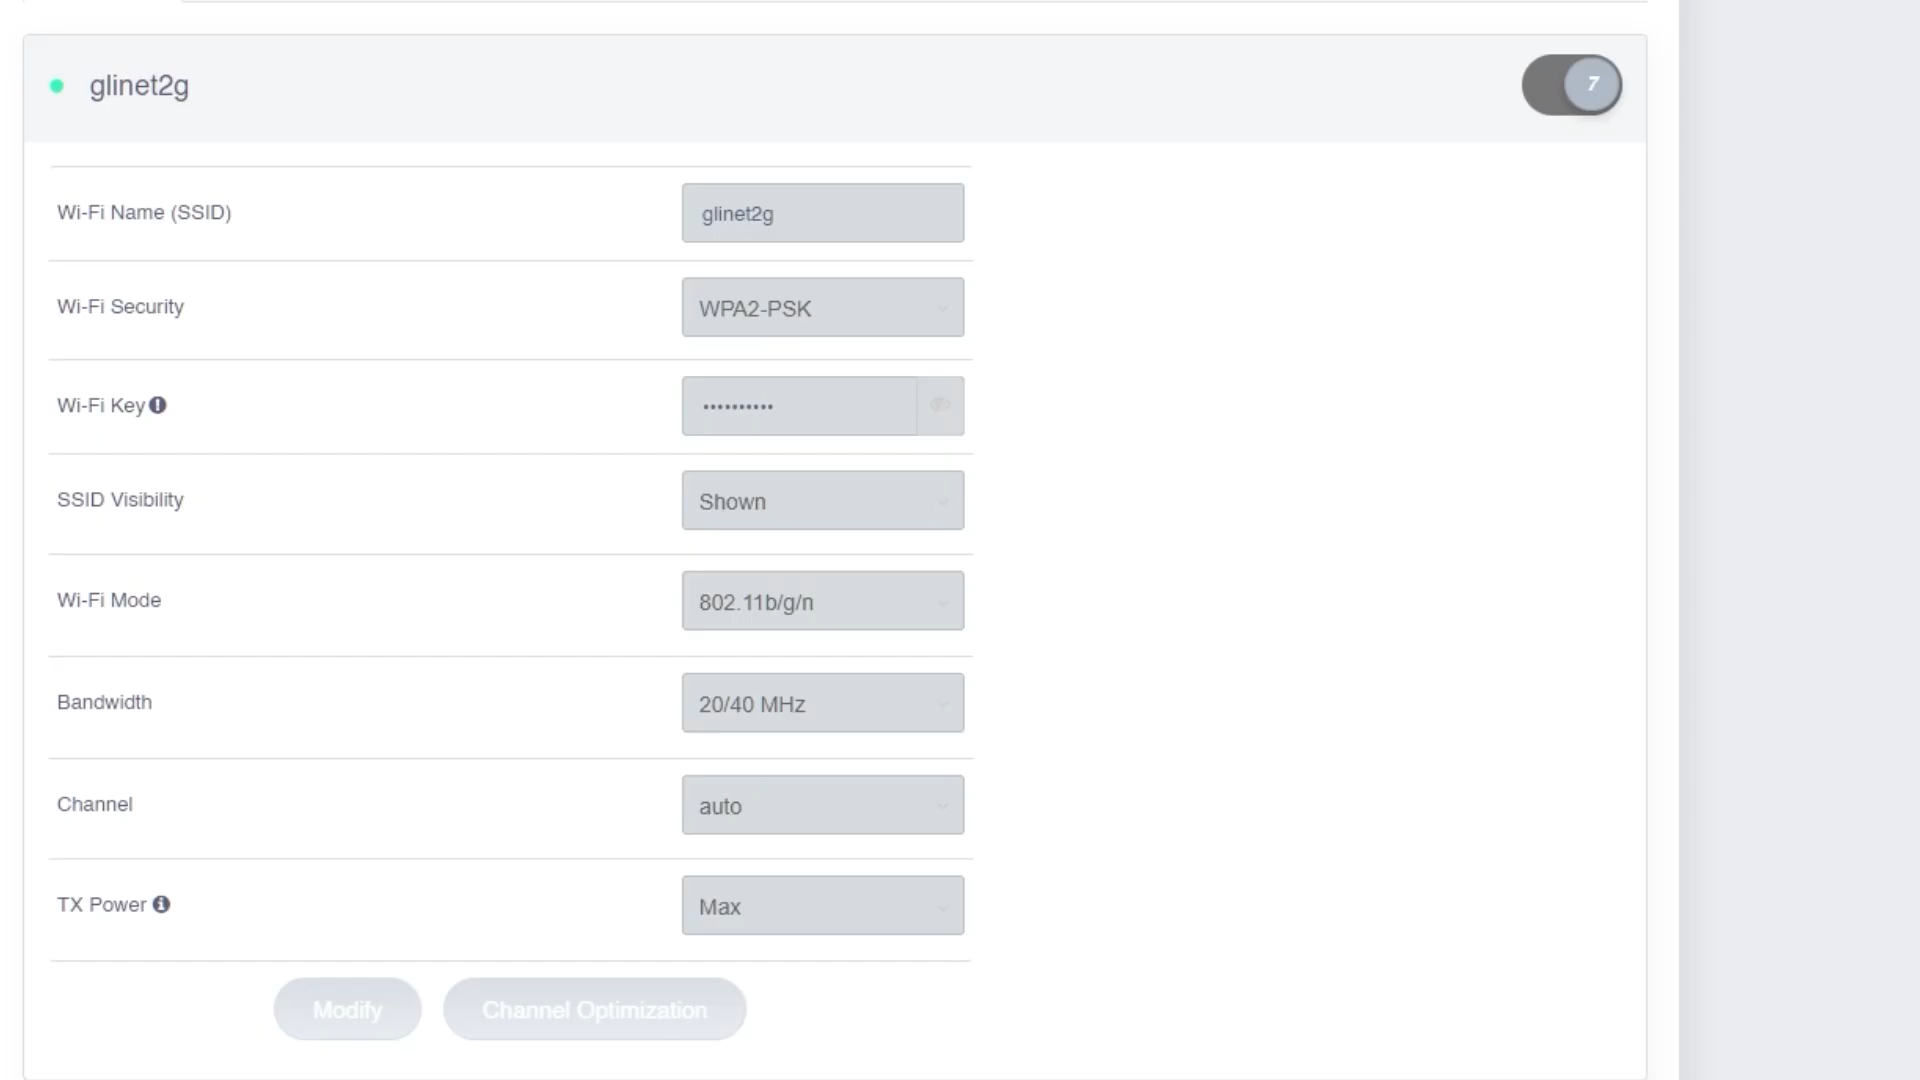 glinet2g
7
Wi-Fi Name (SSID)
glinet2g
Wi-Fi Security
WPA2-PSK
Wi-Fi Key
••••••••••
SSID Visibility
Shown
Wi-Fi Mode
802.11b/g/n
Bandwidth
20/40 MHz
Channel
auto
TX Power
Max
Modify
Channel Optimization